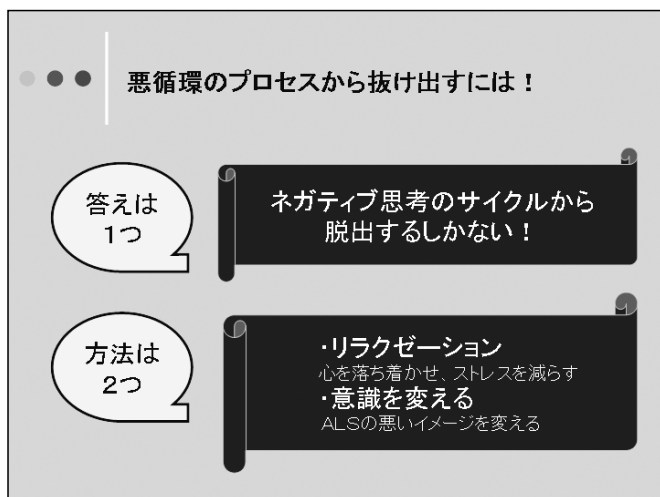 悪循環のプロセスから抜け出すには！
答えは
1つ
ネガティブ思考のサイクルから
脱出するしかない！
方法は
2つ
・リラクゼーション
心を落ち着かせ、ストレスを減らす
・意識を変える
ALSの悪いイメージを変える